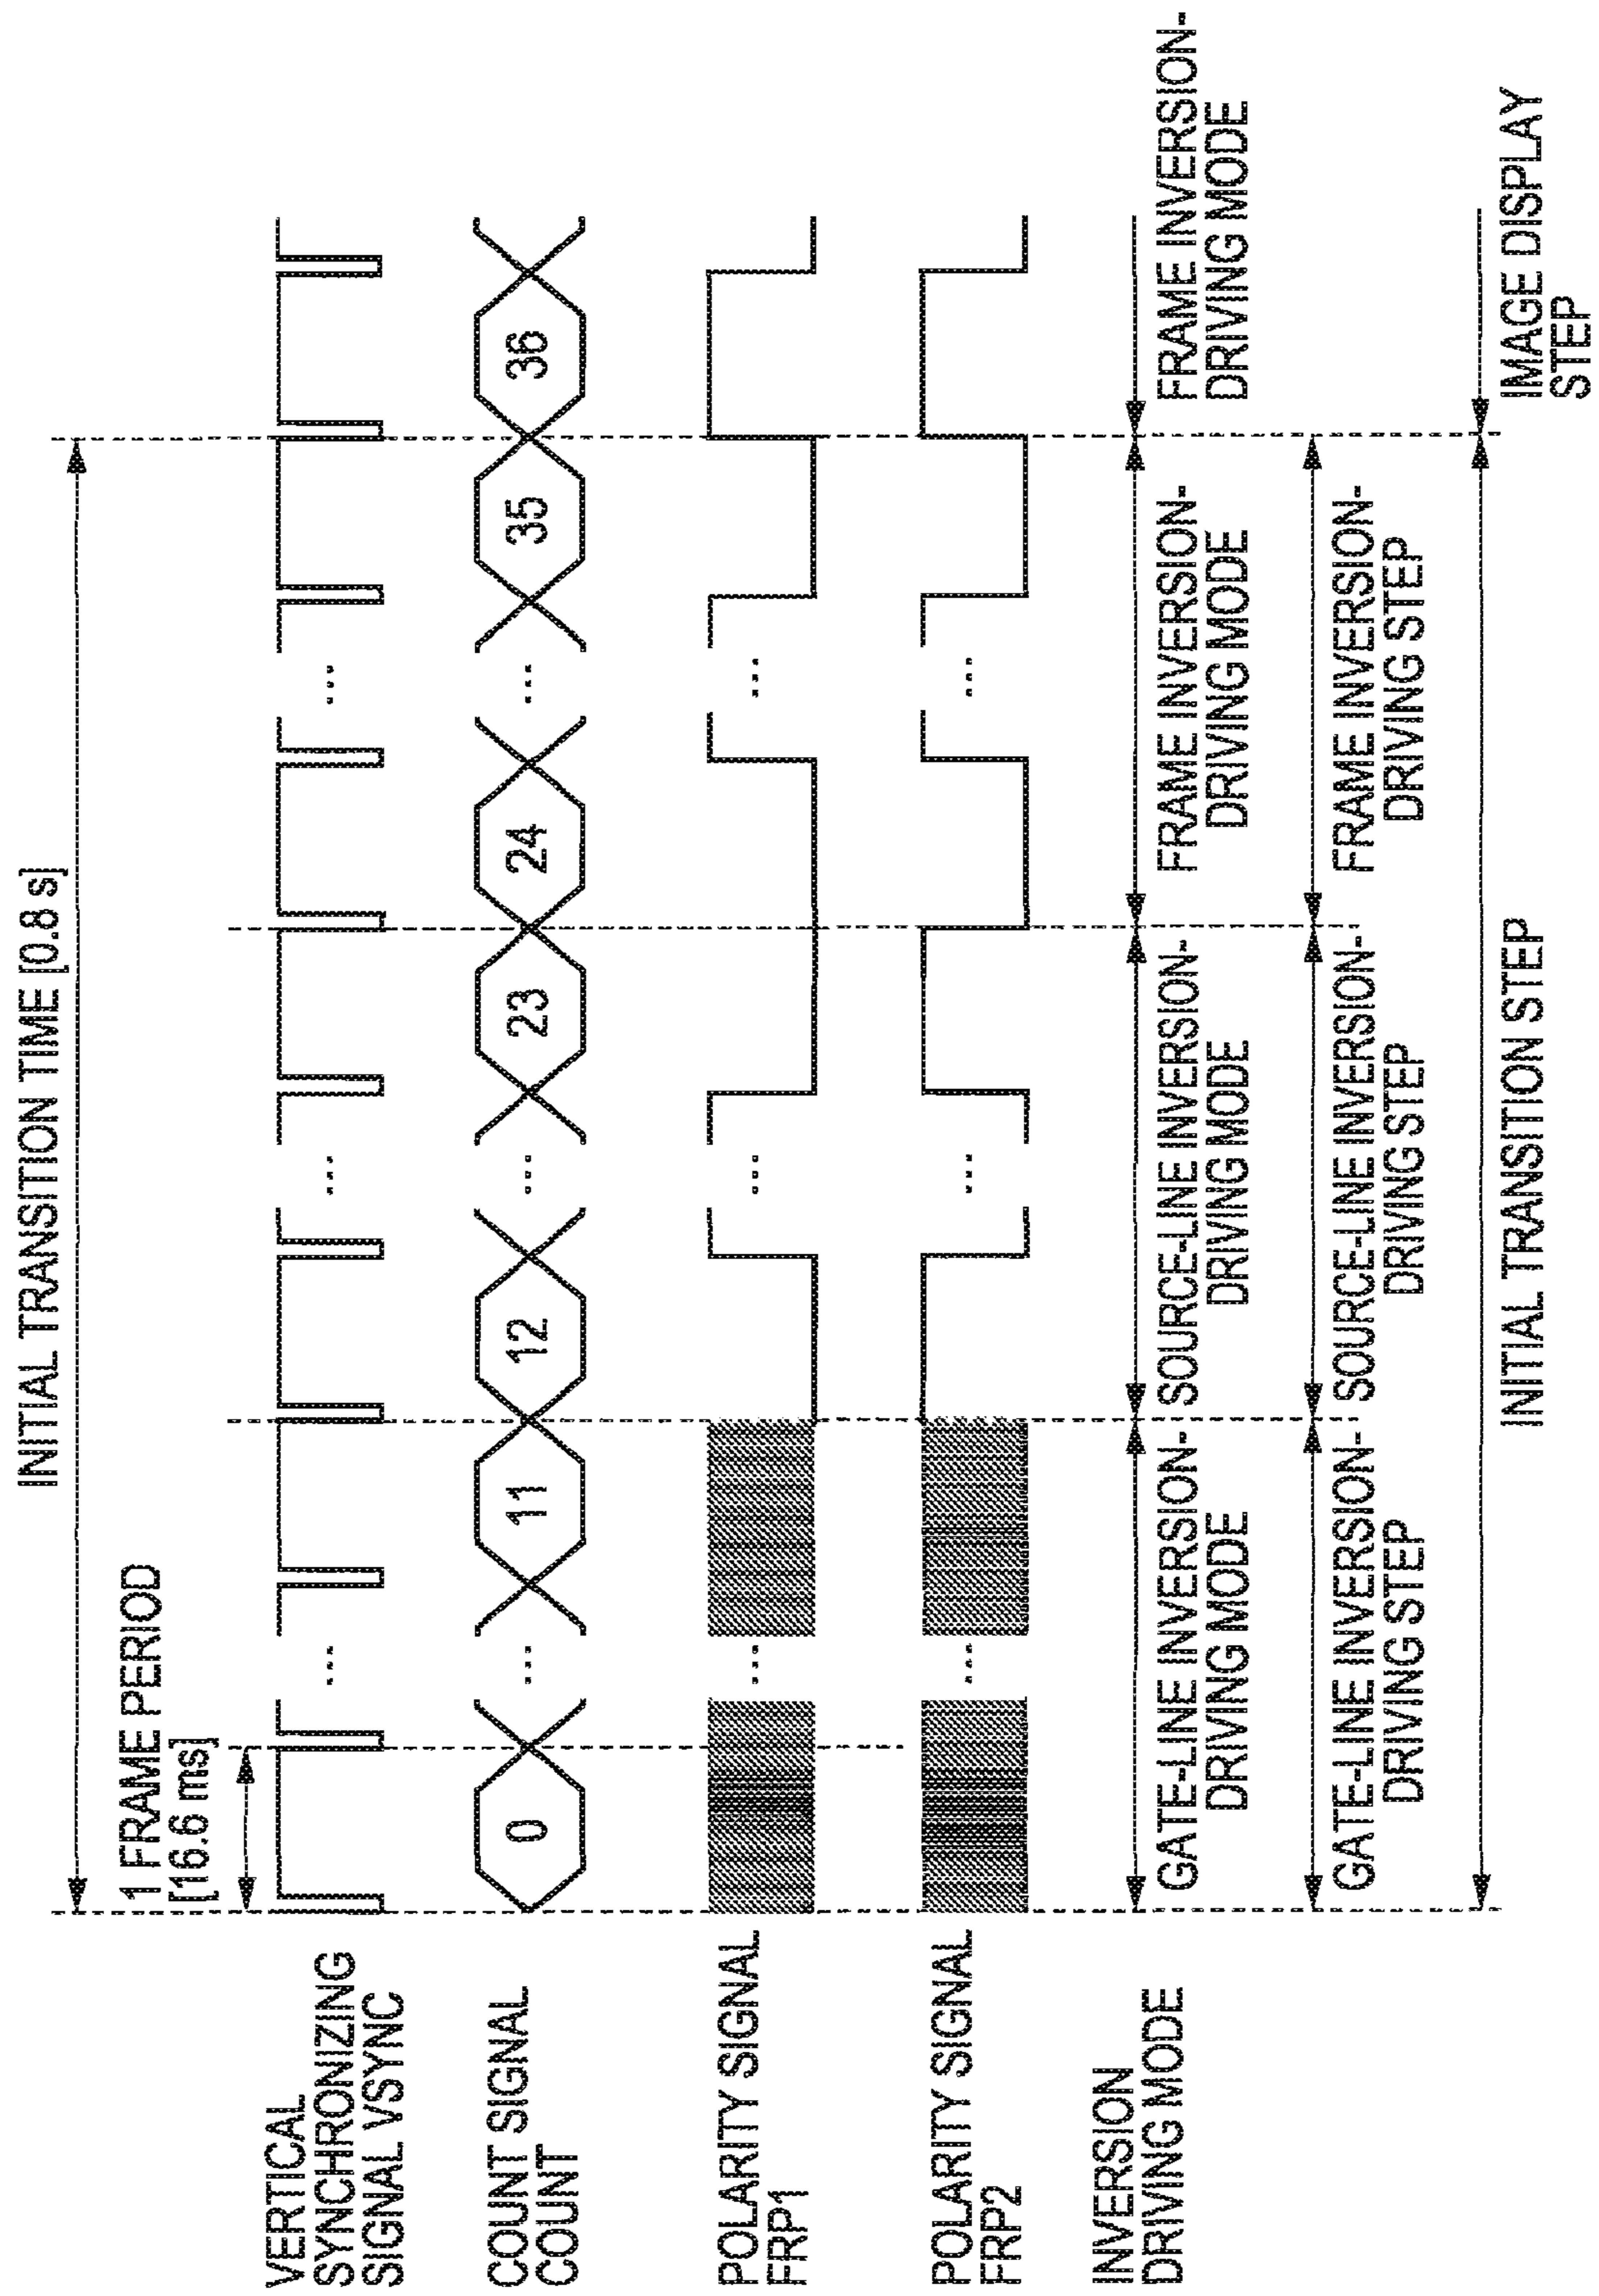 INITIAL TRANSITION TIME [0.8 s]
1 FRAME PERIOD
[16.6 ms]
VERTICAL
SYNCHRONIZING
SIGNAL VSYNC
...
...
...
COUNT SIGNAL
COUNT
0
...
11
12
...
23
24
...
35
36
POLARITY SIGNAL
FRP1
...
...
...
POLARITY SIGNAL
FRP2
...
...
...
INVERSION
DRIVING MODE
GATE-LINE INVERSION-
DRIVING MODE
SOURCE-LINE INVERSION-
DRIVING MODE
FRAME INVERSION-
DRIVING MODE
FRAME INVERSION-
DRIVING MODE
GATE-LINE INVERSION-
DRIVING STEP
SOURCE-LINE INVERSION-
DRIVING STEP
FRAME INVERSION-
DRIVING STEP
INITIAL TRANSITION STEP
IMAGE DISPLAY
STEP